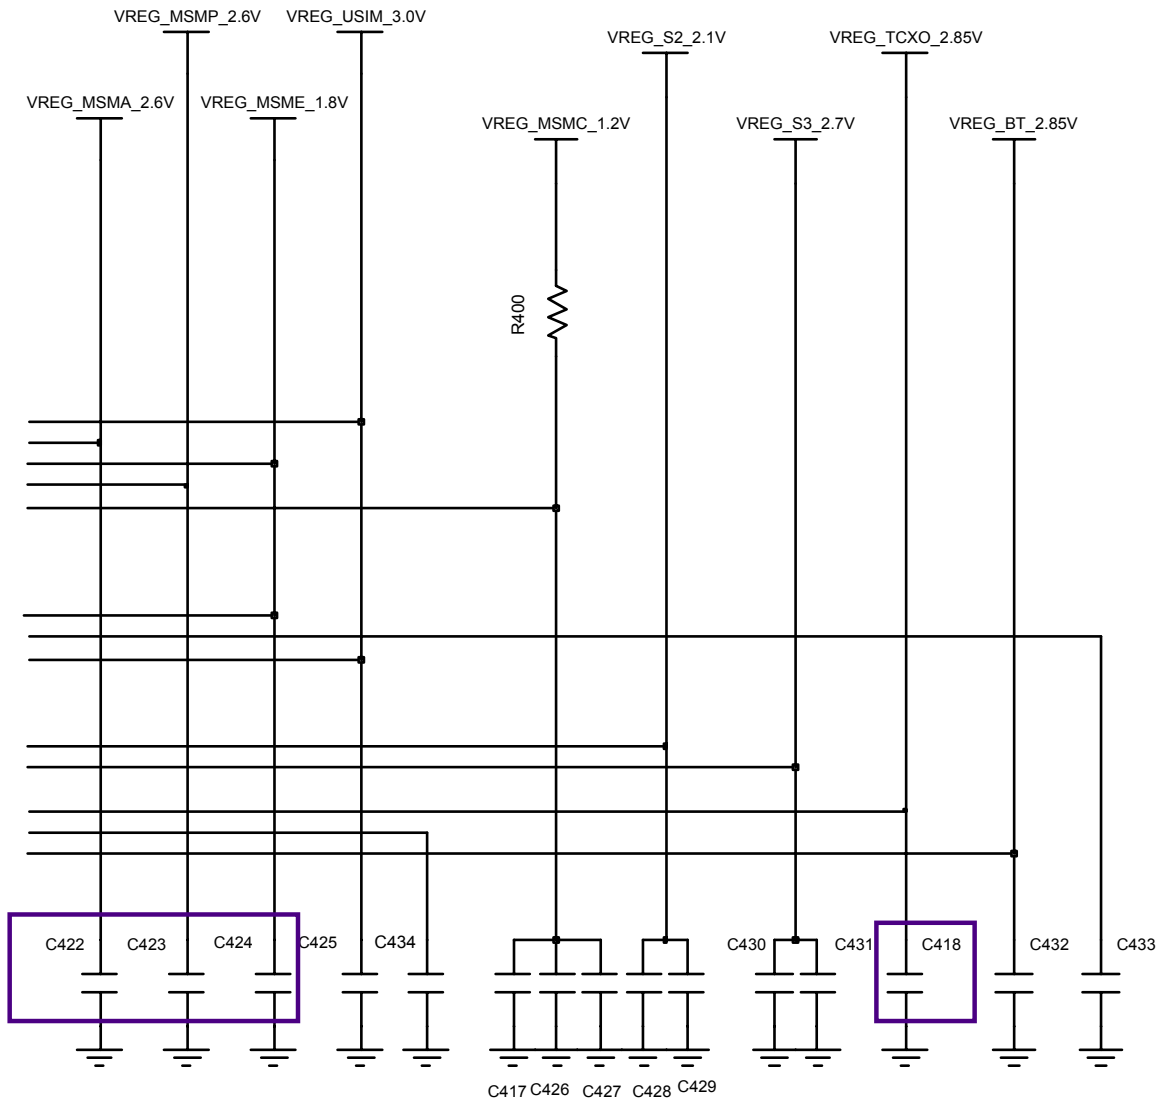 VREG_MSMP_2.6V
VREG_USIM_3.0V
VREG_S2_2.1V
VREG_TCXO_2.85V
VREG_MSMA_2.6V
VREG_MSME_1.8V
VREG_MSMC_1.2V
VREG_S3_2.7V
VREG_BT_2.85V
R400
C422
C423
C424
C425
C434
C430
C431
C418
C432
C433
C417
C426
C427
C428
C429